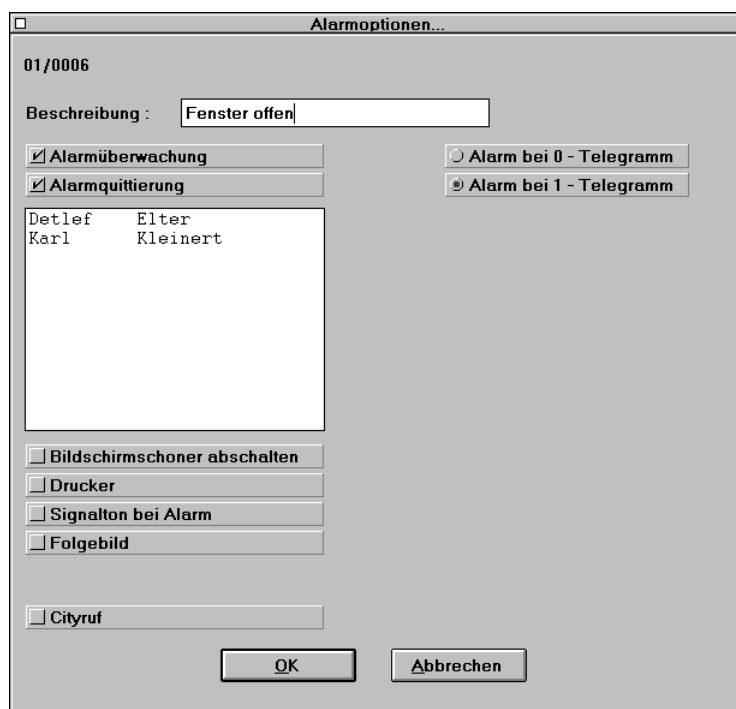 Alarmoptionen...
01/0006
Beschreibung : Fenster offen
Alarmüberwachung
Alarm bei 0 - Telegramm
Alarmquittierung
Alarm bei 1 - Telegramm
Detlef Elter
Karl Kleinert
Bildschirmschoner abschalten
Drucker
Signalton bei Alarm
Folgebild
Cityruf
OK
Abbrechen